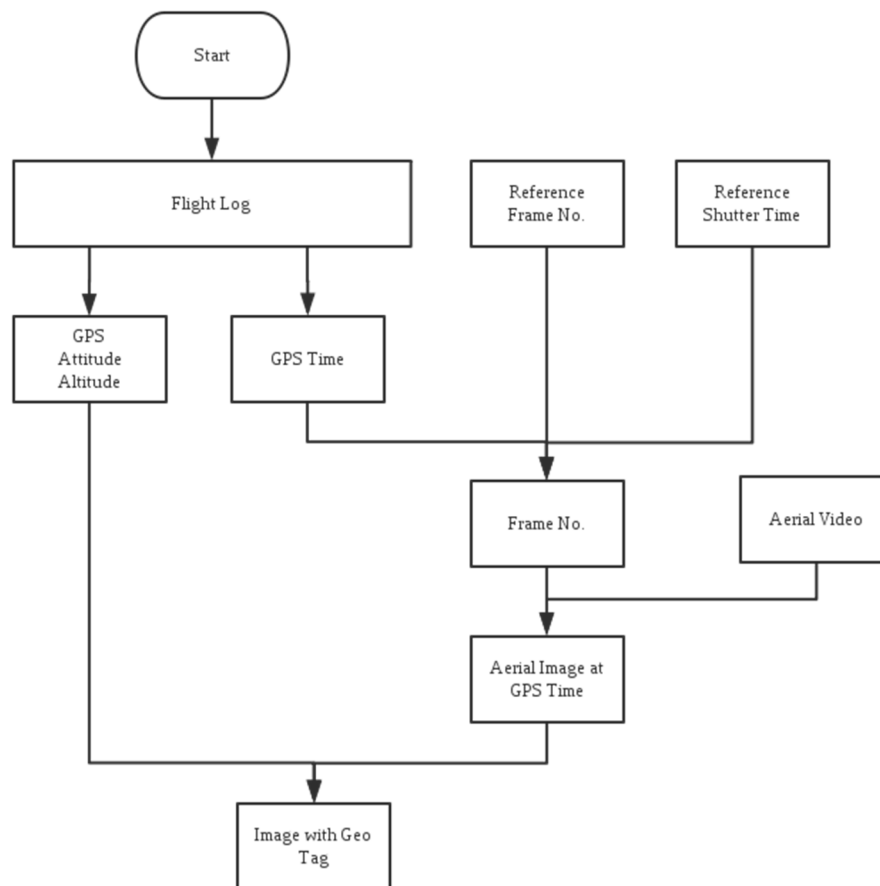 Start
Flight Log
Reference
Frame No.
Reference
Shutter Time
GPS
Attitude
Altitude
GPS Time
Frame No.
Aerial Video
Aerial Image at
GPS Time
Image with Geo
Tag